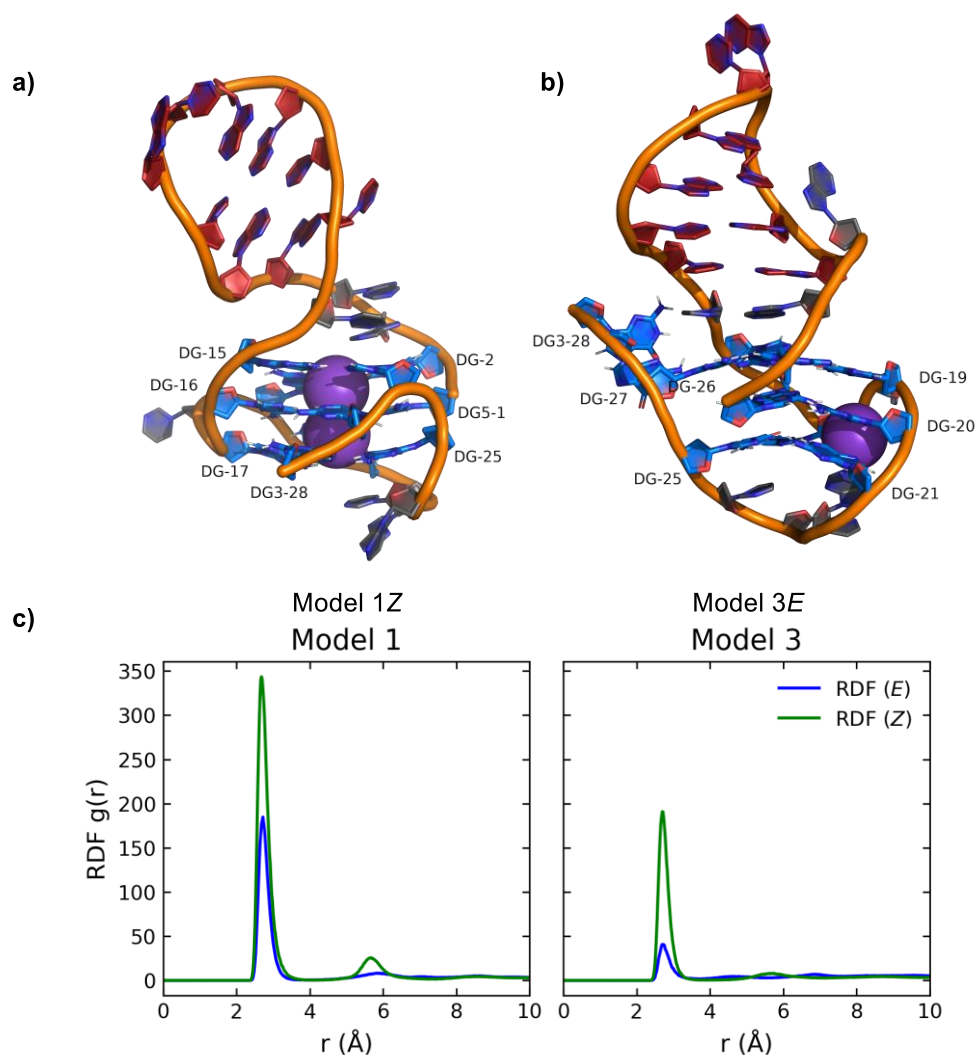 a)
b)
DG-15
DG-2
DG-16
DG5-1
DG-17
DG-25
DG3-28
DG3-28
DG-27
DG-26
DG-19
DG-20
DG-25
DG-21
c)
Model 1Z
Model 3E
Model 1
Model 3
350
300
250
200
150
100
50
0
RDF g(r)
RDF (E)
RDF (Z)
0 2 4 6 8 10
0 2 4 6 8 10
r (Å)
r (Å)